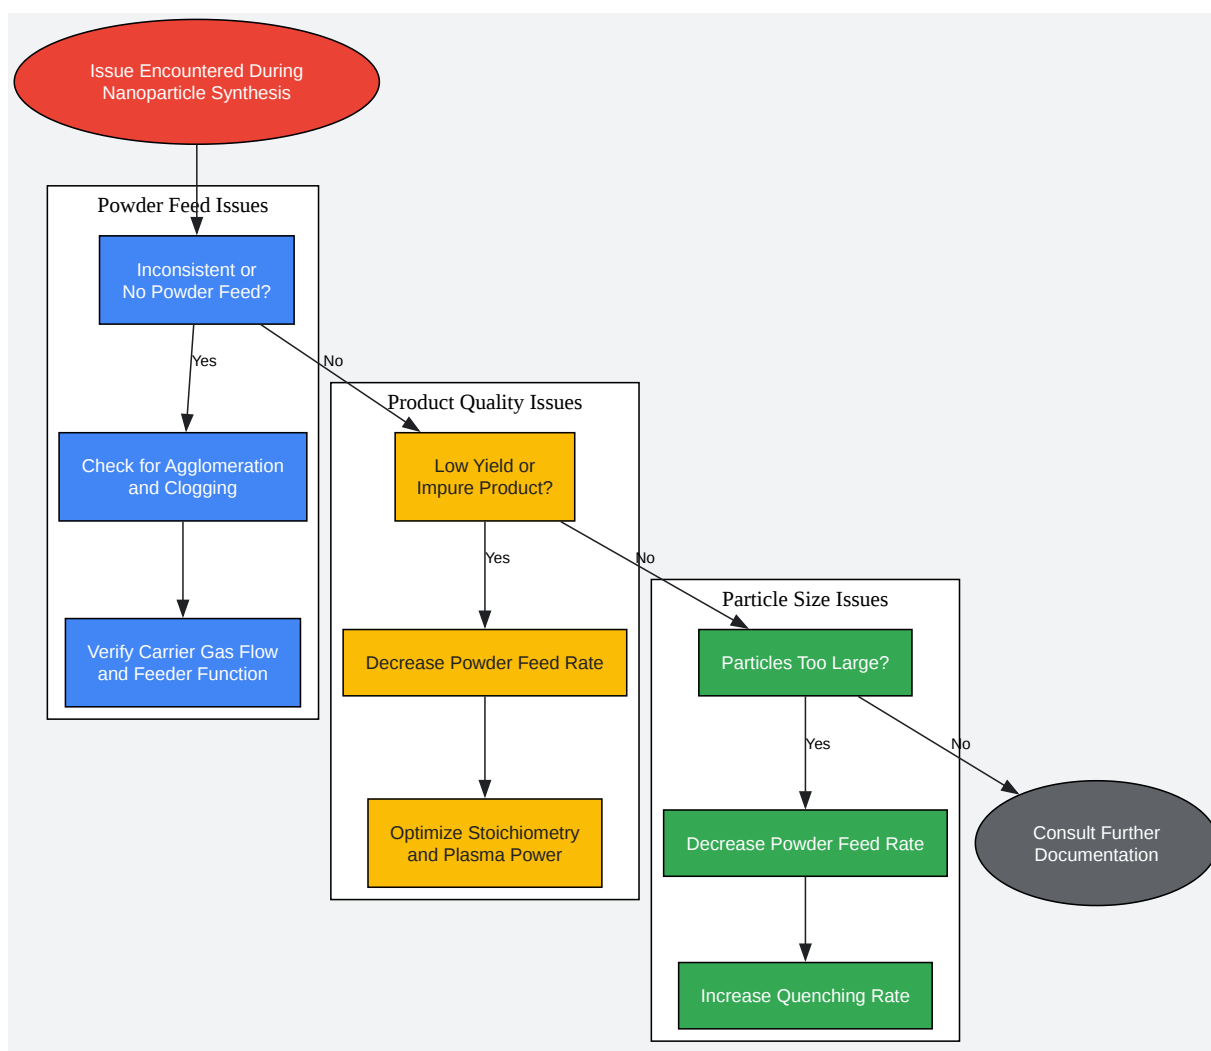 Issue Encountered During
Nanoparticle Synthesis
Powder Feed Issues
Inconsistent or
No Powder Feed?
Yes
No
Check for Agglomeration
and Clogging
Verify Carrier Gas Flow
and Feeder Function
Product Quality Issues
Low Yield or
Impure Product?
Yes
No
Decrease Powder Feed Rate
Optimize Stoichiometry
and Plasma Power
Particle Size Issues
Particles Too Large?
Yes
No
Decrease Powder Feed Rate
Increase Quenching Rate
Consult Further
Documentation